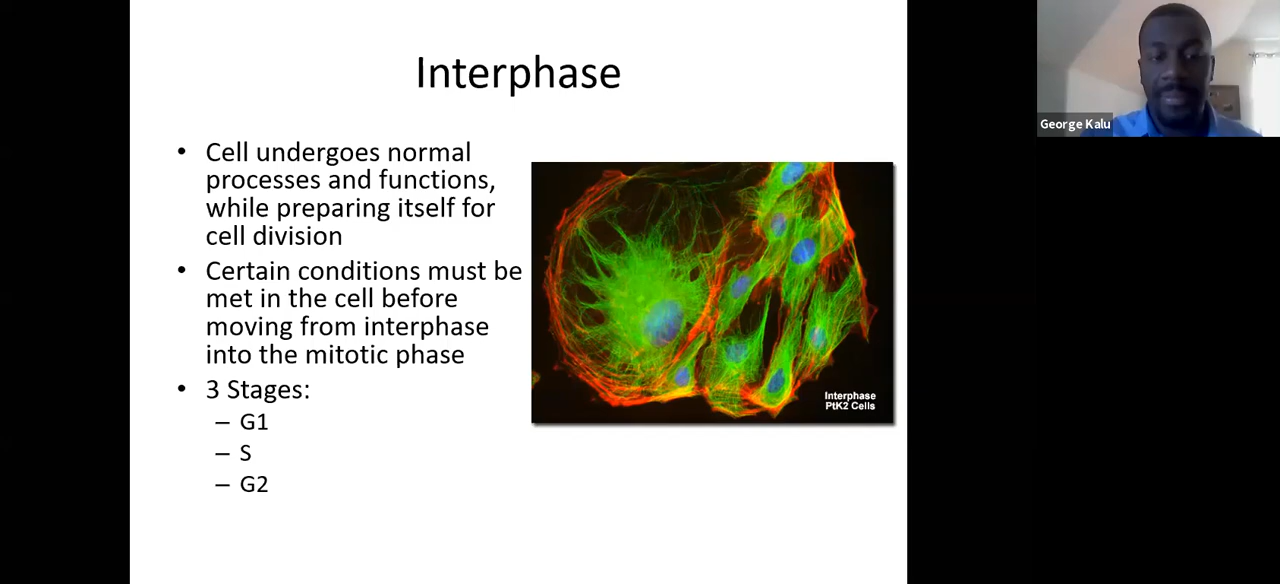 Interphase
• Cell undergoes normal
processes and functions,
while preparing itself for
cell division
• Certain conditions must be
met in the cell before
moving from interphase
into the mitotic phase
• 3 Stages:
– G1
– S
– G2
Interphase
PtK2 Cells
George Kalu